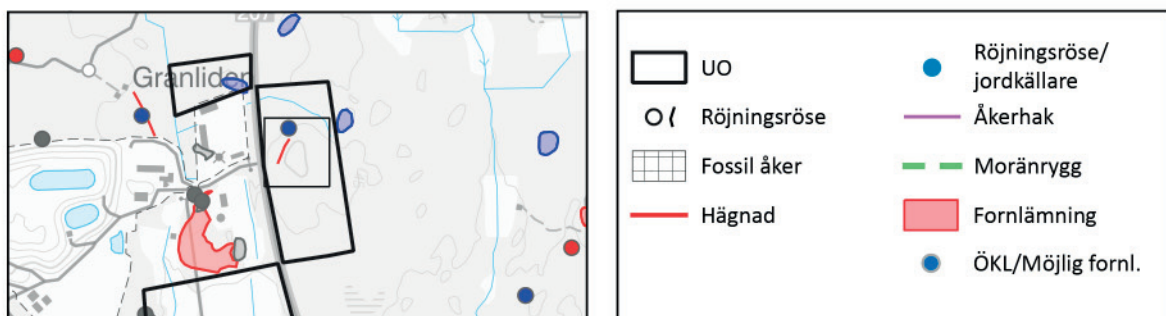 Granliden
UO
Röjningsröse
Fossil åker
Hägnad
Röjningsröse/
jordkällare
Åkerhak
Moränrygg
Fornlämning
ÖKL/Möjlig fornl.